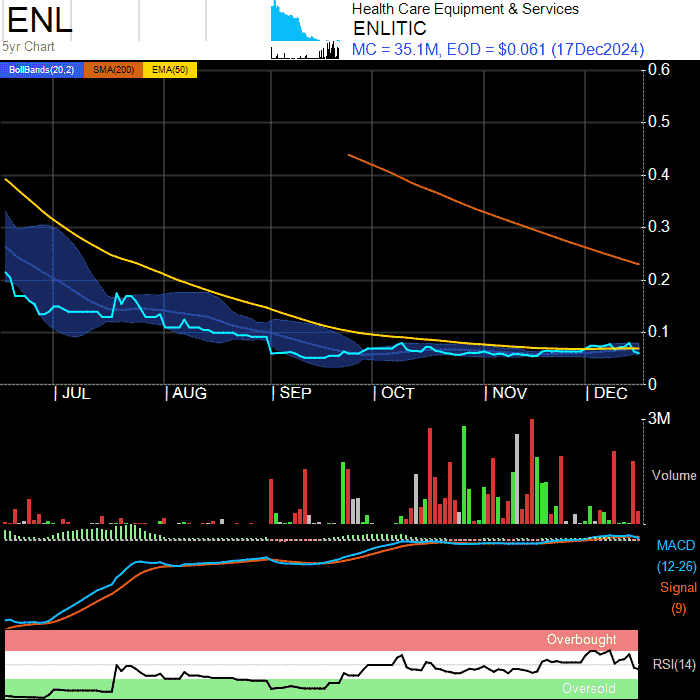 ENL
5yr Chart
Health Care Equipment & Services
ENLITIC
MC = 35.1M, EOD = $0.061 (17Dec2024)
BollBands(20,2) SMA(200) EMA(50)
0.6
0.5
0.4
0.3
0.2
0.1
0
| JUL | AUG | SEP | OCT | NOV | DEC
3M
Volume
MACD
(12-26)
Signal
(9)
Overbought
RSI(14)
Oversold